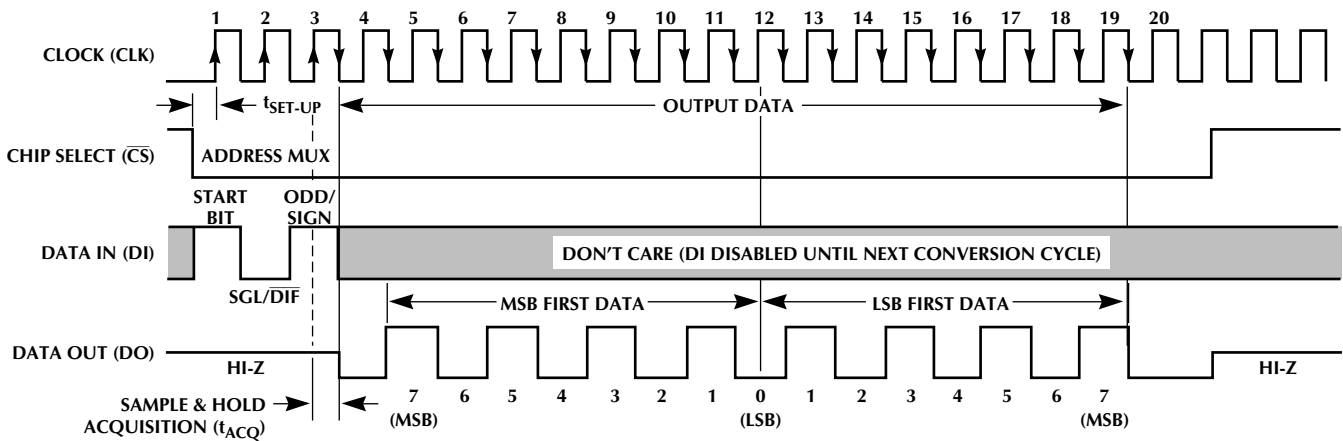 1 2 3 4 5 6 7 8 9 10 11 12 13 14 15 16 17 18 19 20
CLOCK (CLK)
tSET-UP
OUTPUT DATA
CHIP SELECT (CS)
ADDRESS MUX
START
BIT
ODD/
SIGN
DATA IN (DI)
DON'T CARE (DI DISABLED UNTIL NEXT CONVERSION CYCLE)
SGL/DIF
MSB FIRST DATA
LSB FIRST DATA
DATA OUT (DO)
HI-Z
HI-Z
7 6 5 4 3 2 1 0 1 2 3 4 5 6 7
(MSB) (LSB) (MSB)
SAMPLE & HOLD
ACQUISITION (tACQ)